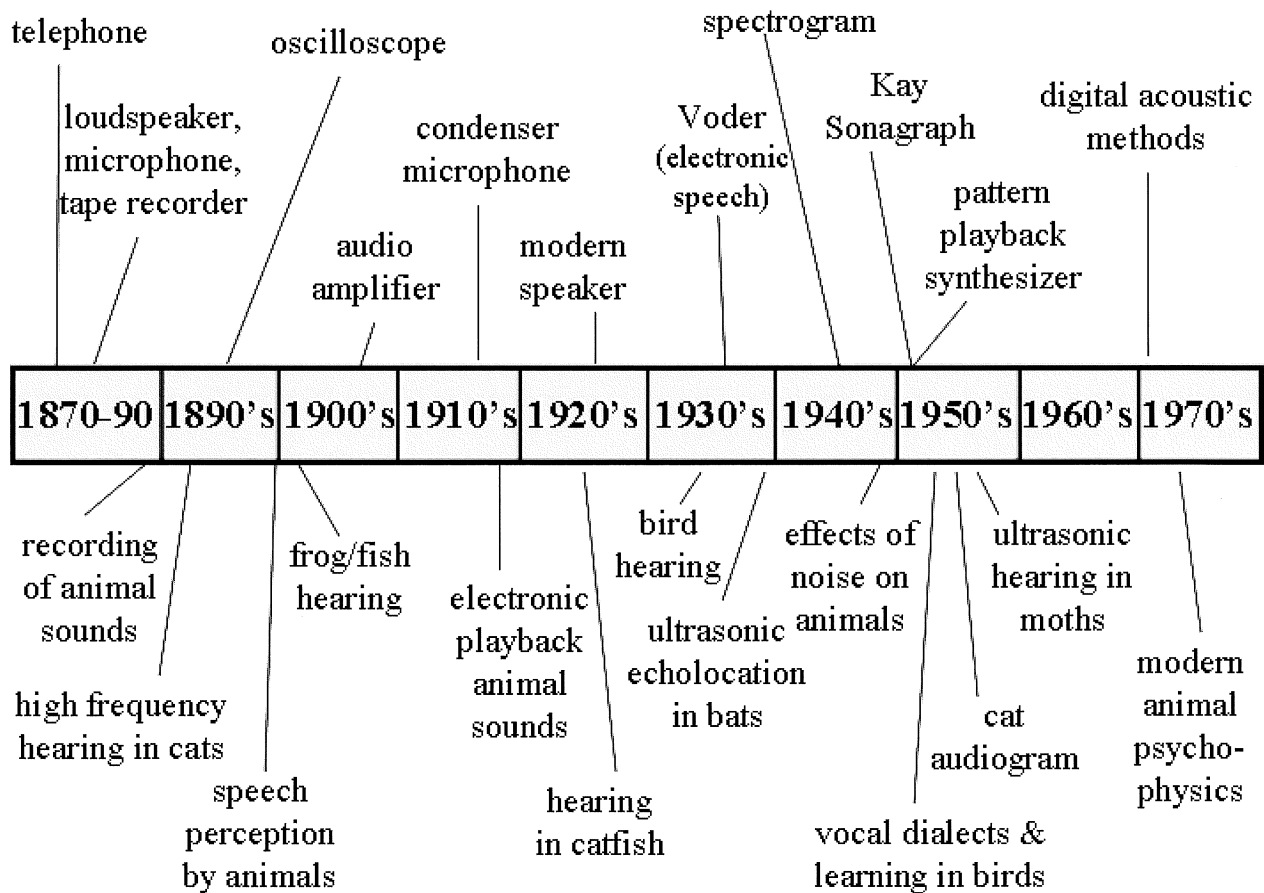 telephone
oscilloscope
spectrogram
loudspeaker,
microphone,
tape recorder
condenser
microphone
Voder
(electronic
speech)
Kay
Sonagraph
digital acoustic
methods
audio
amplifier
modern
speaker
pattern
playback
synthesizer
1870-90 1890's 1900's 1910's 1920's 1930's 1940's 1950's 1960's 1970's
recording
of animal
sounds
high frequency
hearing in cats
speech
perception
by animals
frog/fish
hearing
electronic
playback
animal
sounds
hearing
in catfish
bird
hearing
ultrasonic
echolocation
in bats
effects of
noise on
animals
vocal dialects &
learning in birds
cat
audiogram
ultrasonic
hearing in
moths
modern
animal
psycho-
physics